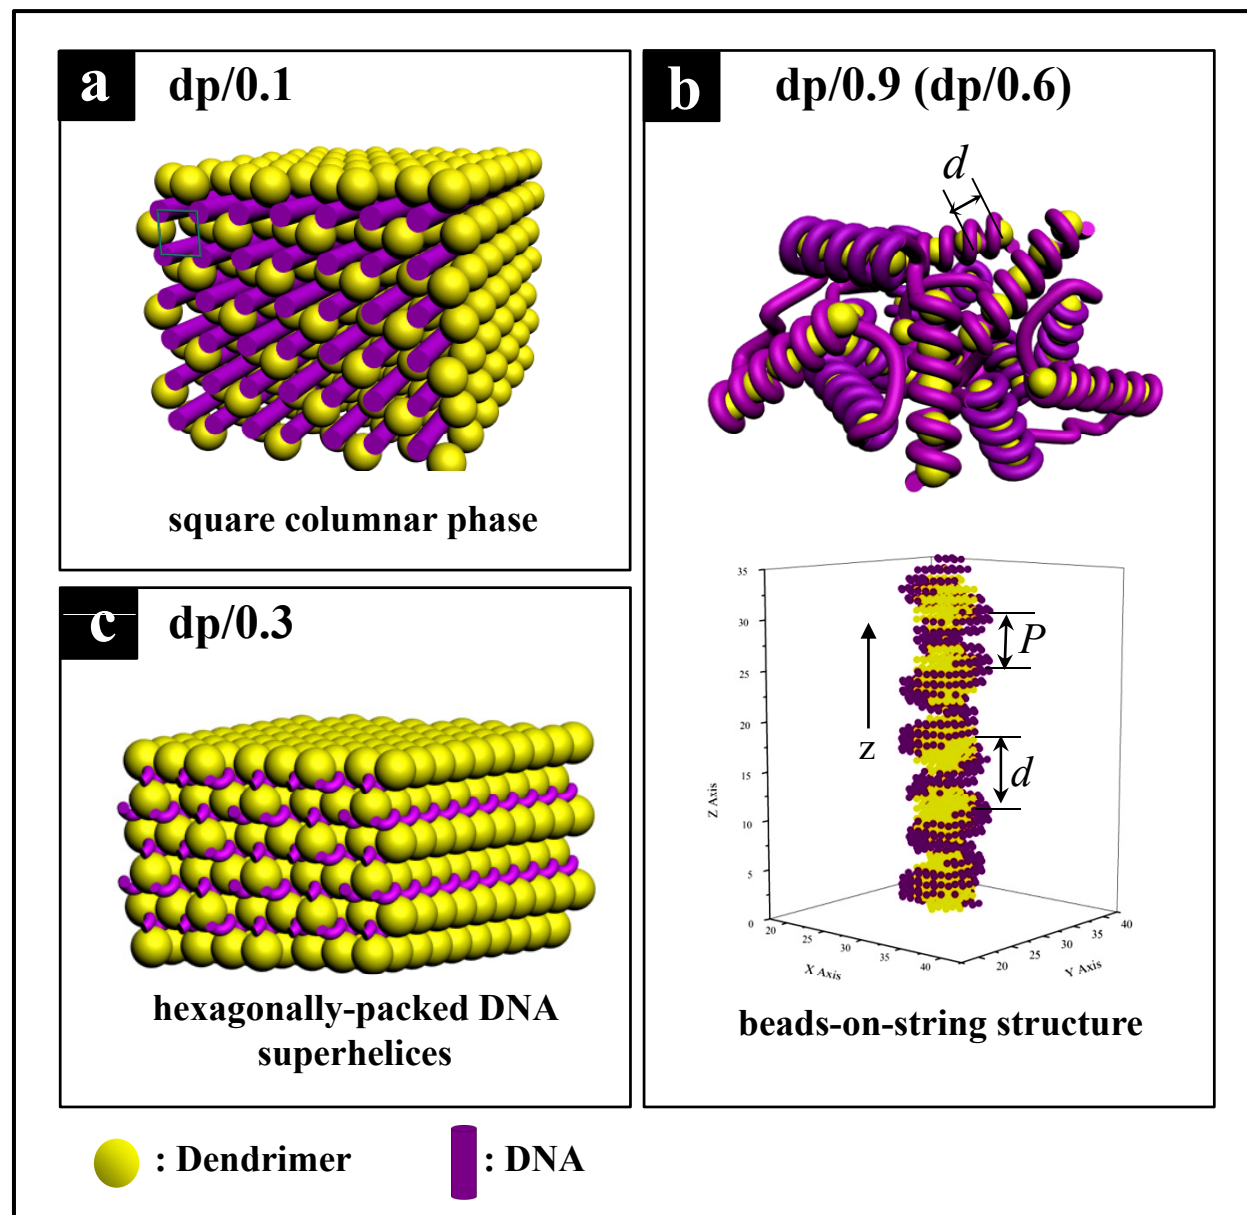 a dp/0.1
square columnar phase
b dp/0.9 (dp/0.6)
d
35
30
25
20
15
10
5
0
Z Axis
z
P
d
20
25
30
35
40
X Axis
20
25
30
35
40
Y Axis
beads-on-string structure
c dp/0.3
hexagonally-packed DNA
superhelices
: Dendrimer
: DNA